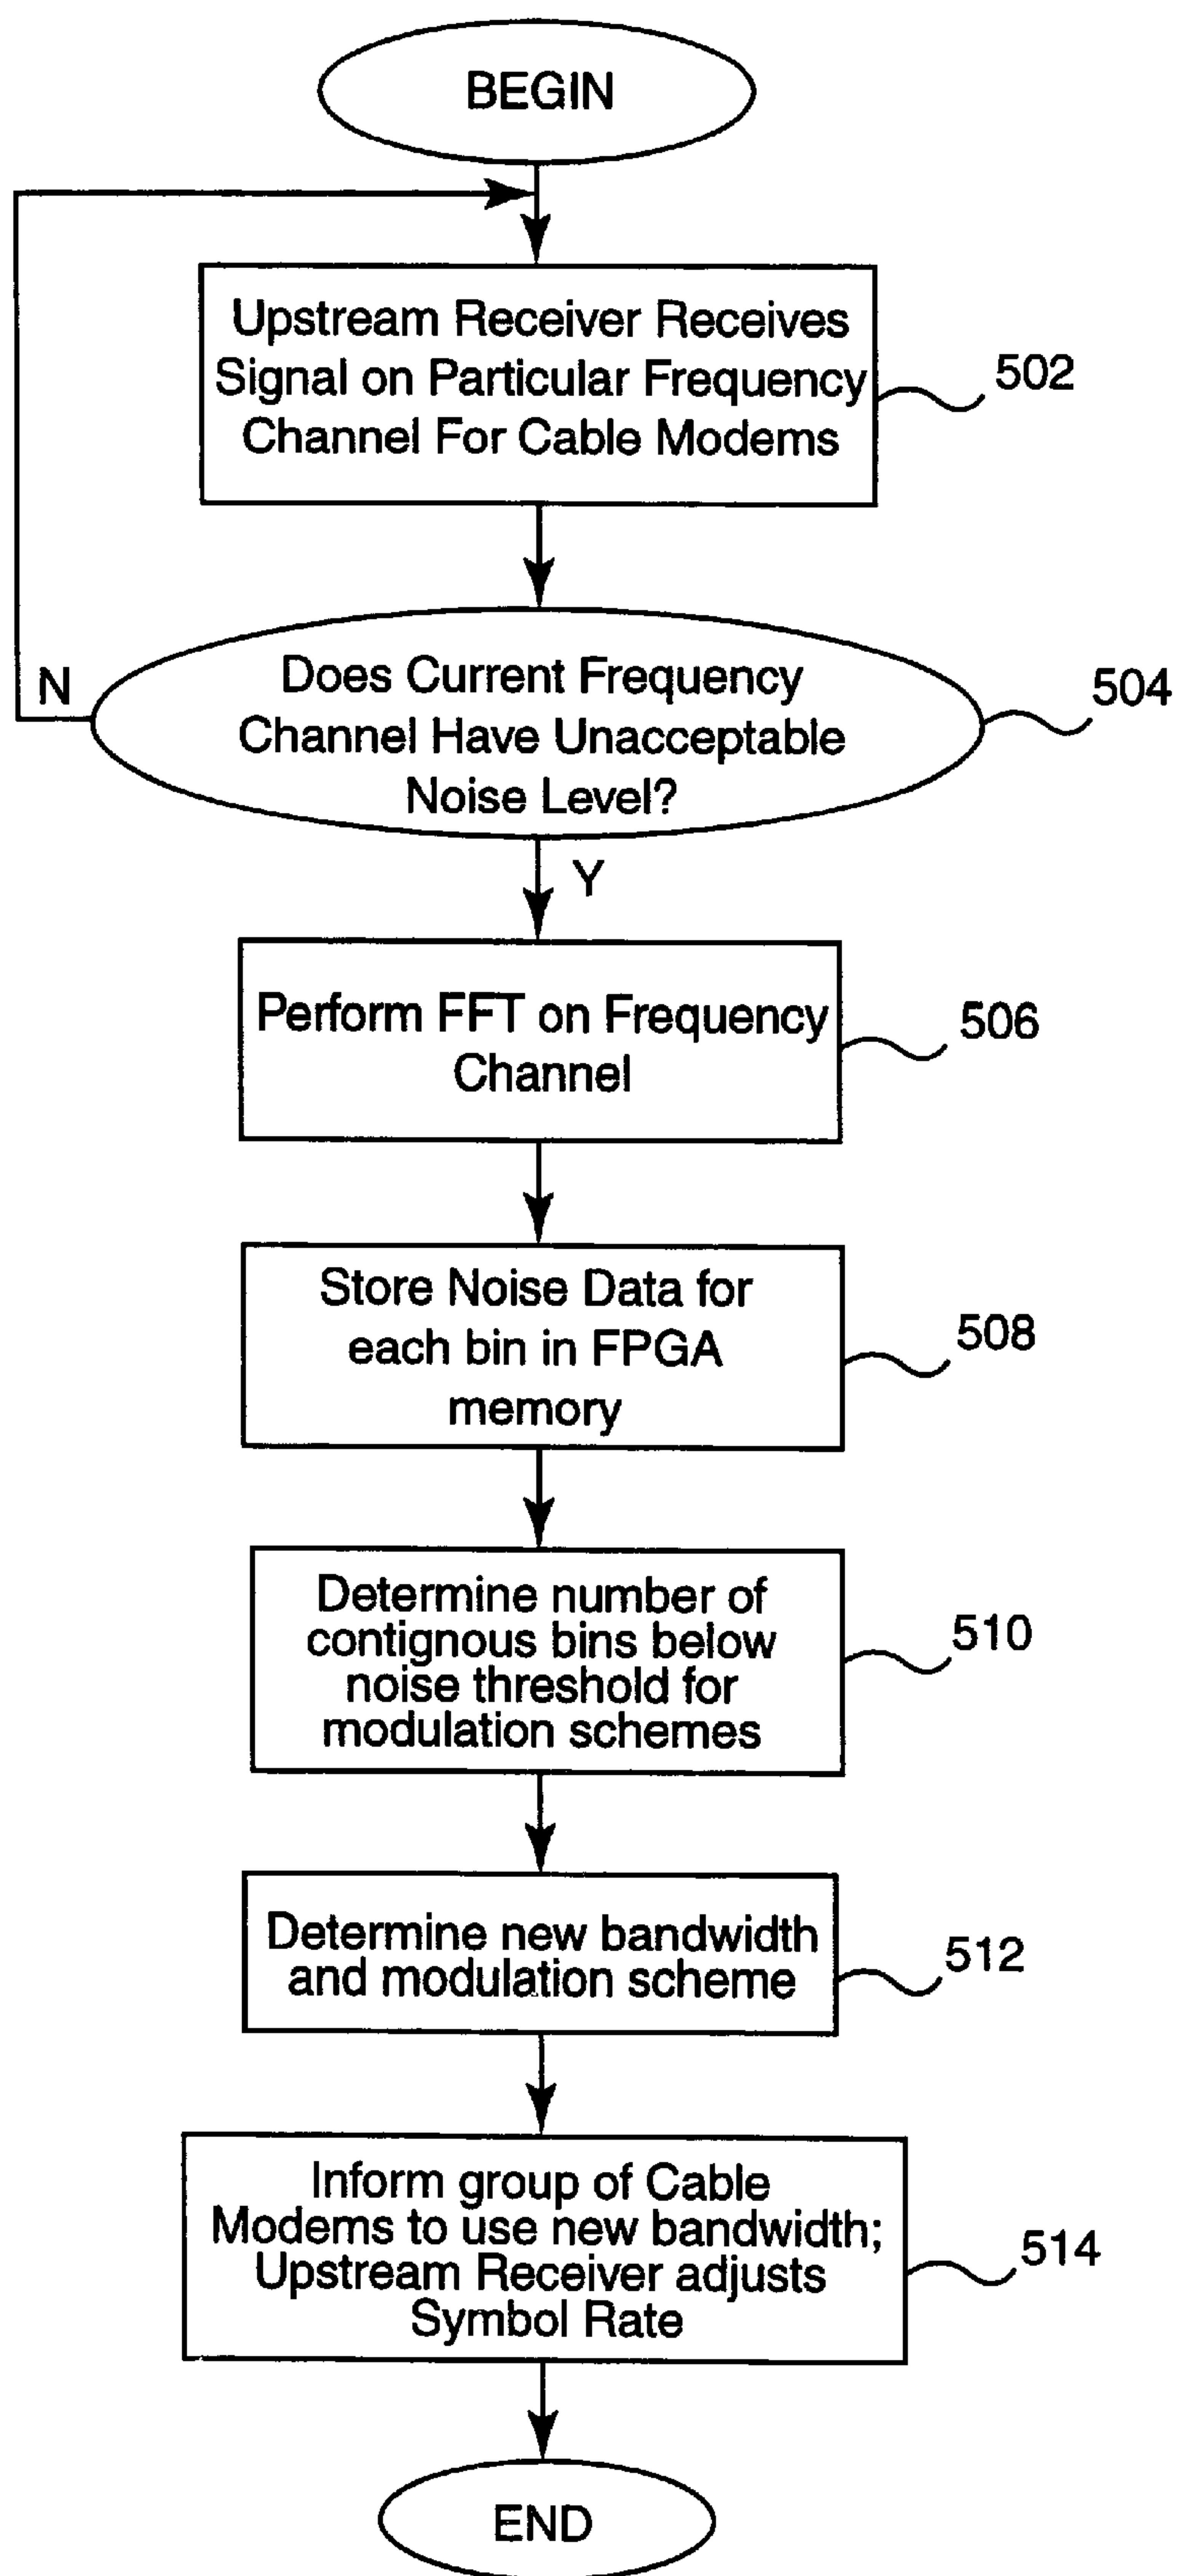 BEGIN
Upstream Receiver Receives
Signal on Particular Frequency
Channel For Cable Modems
502
Does Current Frequency
Channel Have Unacceptable
Noise Level?
504
N
Y
Perform FFT on Frequency
Channel
506
Store Noise Data for
each bin in FPGA
memory
508
Determine number of
contignous bins below
noise threshold for
modulation schemes
510
Determine new bandwidth
and modulation scheme
512
Inform group of Cable
Modems to use new bandwidth;
Upstream Receiver adjusts
Symbol Rate
514
END